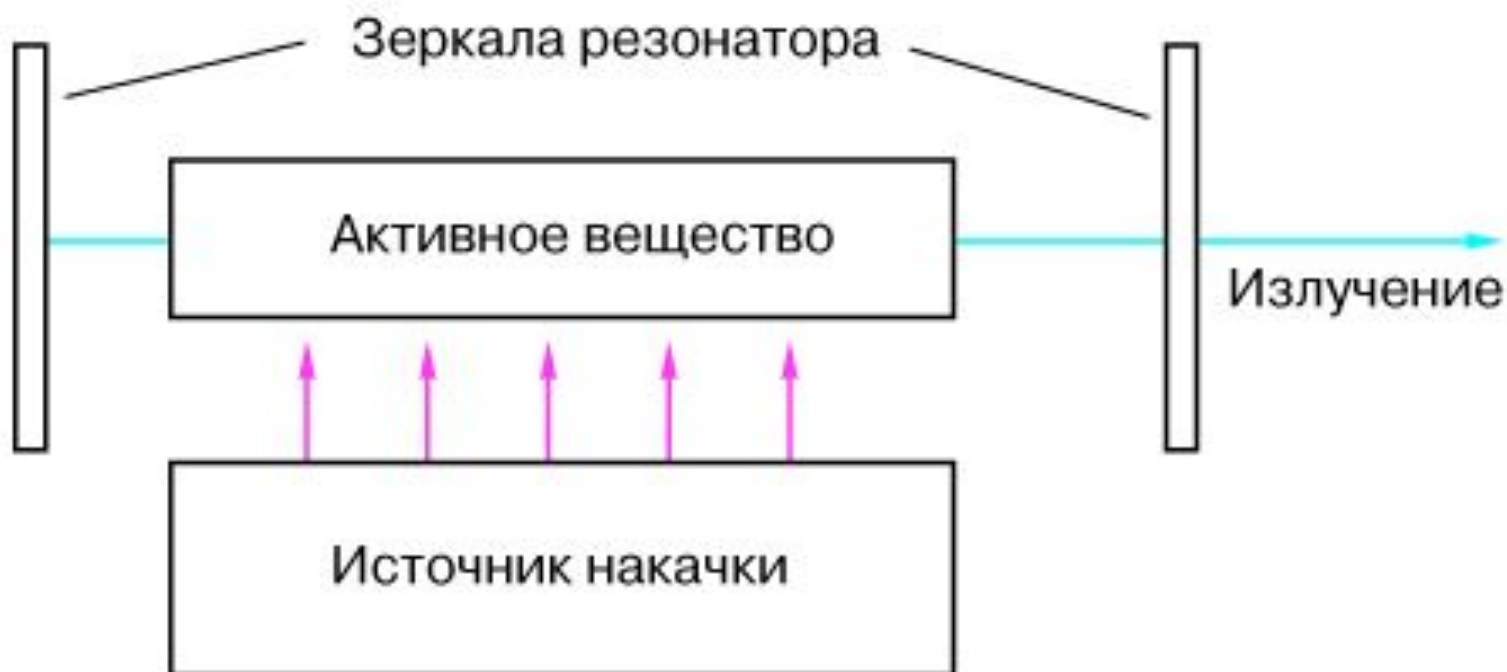 Зеркала резонатора
Активное вещество
Излучение
Источник накачки